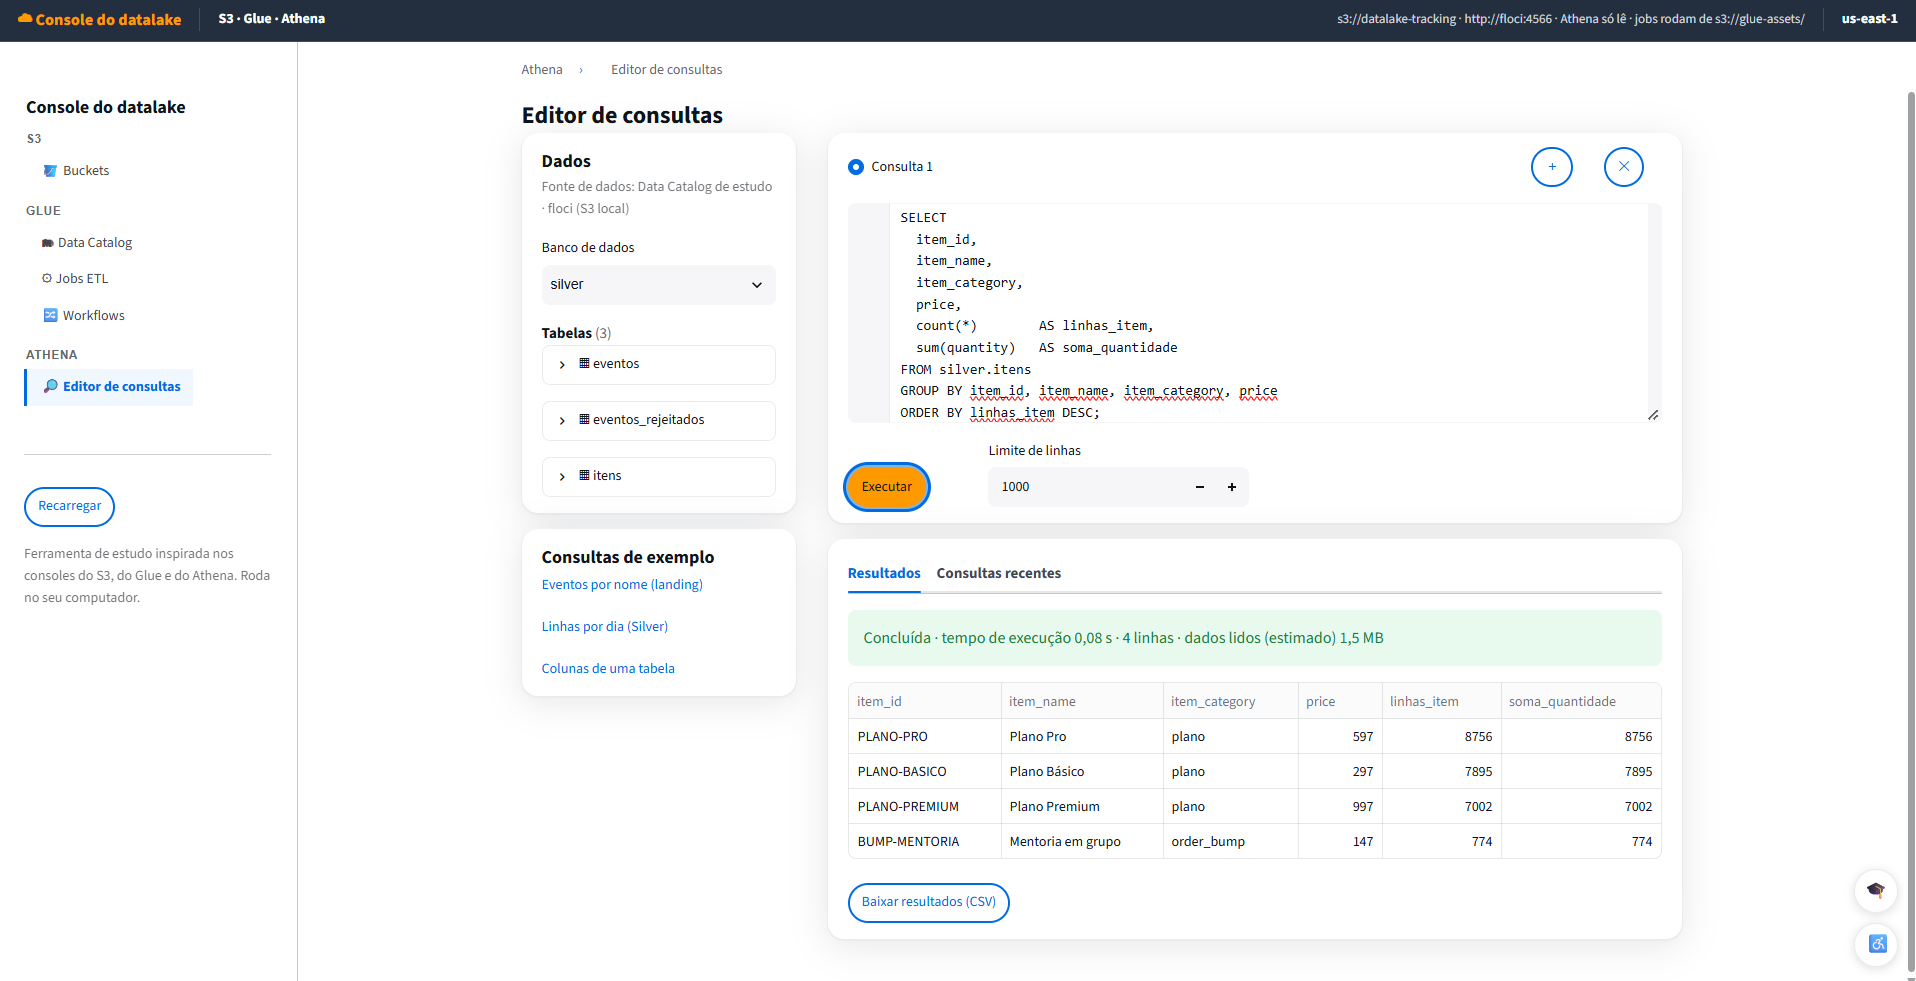 Console do datalake
S3 · Glue · Athena
s3://datalake-tracking · http://floci:4566 · Athena só lê · jobs rodam de s3://glue-assets/
us-east-1
Console do datalake
S3
Buckets
GLUE
Data Catalog
Jobs ETL
Workflows
ATHENA
Editor de consultas
Recarregar
Ferramenta de estudo inspirada nos
consoles do S3, do Glue e do Athena. Roda
no seu computador.
Athena › Editor de consultas
Editor de consultas
Dados
Fonte de dados: Data Catalog de estudo
· floci (S3 local)
Banco de dados
silver
Tabelas (3)
eventos
eventos_rejeitados
itens
Consultas de exemplo
Eventos por nome (landing)
Linhas por dia (Silver)
Colunas de uma tabela
Consulta 1
+
SELECT
item_id,
item_name,
item_category,
price,
count(*) AS linhas_item,
sum(quantity) AS soma_quantidade
FROM silver.itens
GROUP BY item_id, item_name, item_category, price
ORDER BY linhas_item DESC;
Executar
Limite de linhas
1000
Resultados Consultas recentes
Concluída · tempo de execução 0,08 s · 4 linhas · dados lidos (estimado) 1,5 MB
item_id item_name item_category price linhas_item soma_quantidade
PLANO-PRO Plano Pro plano 597 8756 8756
PLANO-BASICO Plano Básico plano 297 7895 7895
PLANO-PREMIUM Plano Premium plano 997 7002 7002
BUMP-MENTORIA Mentoria em grupo order_bump 147 774 774
Baixar resultados (CSV)